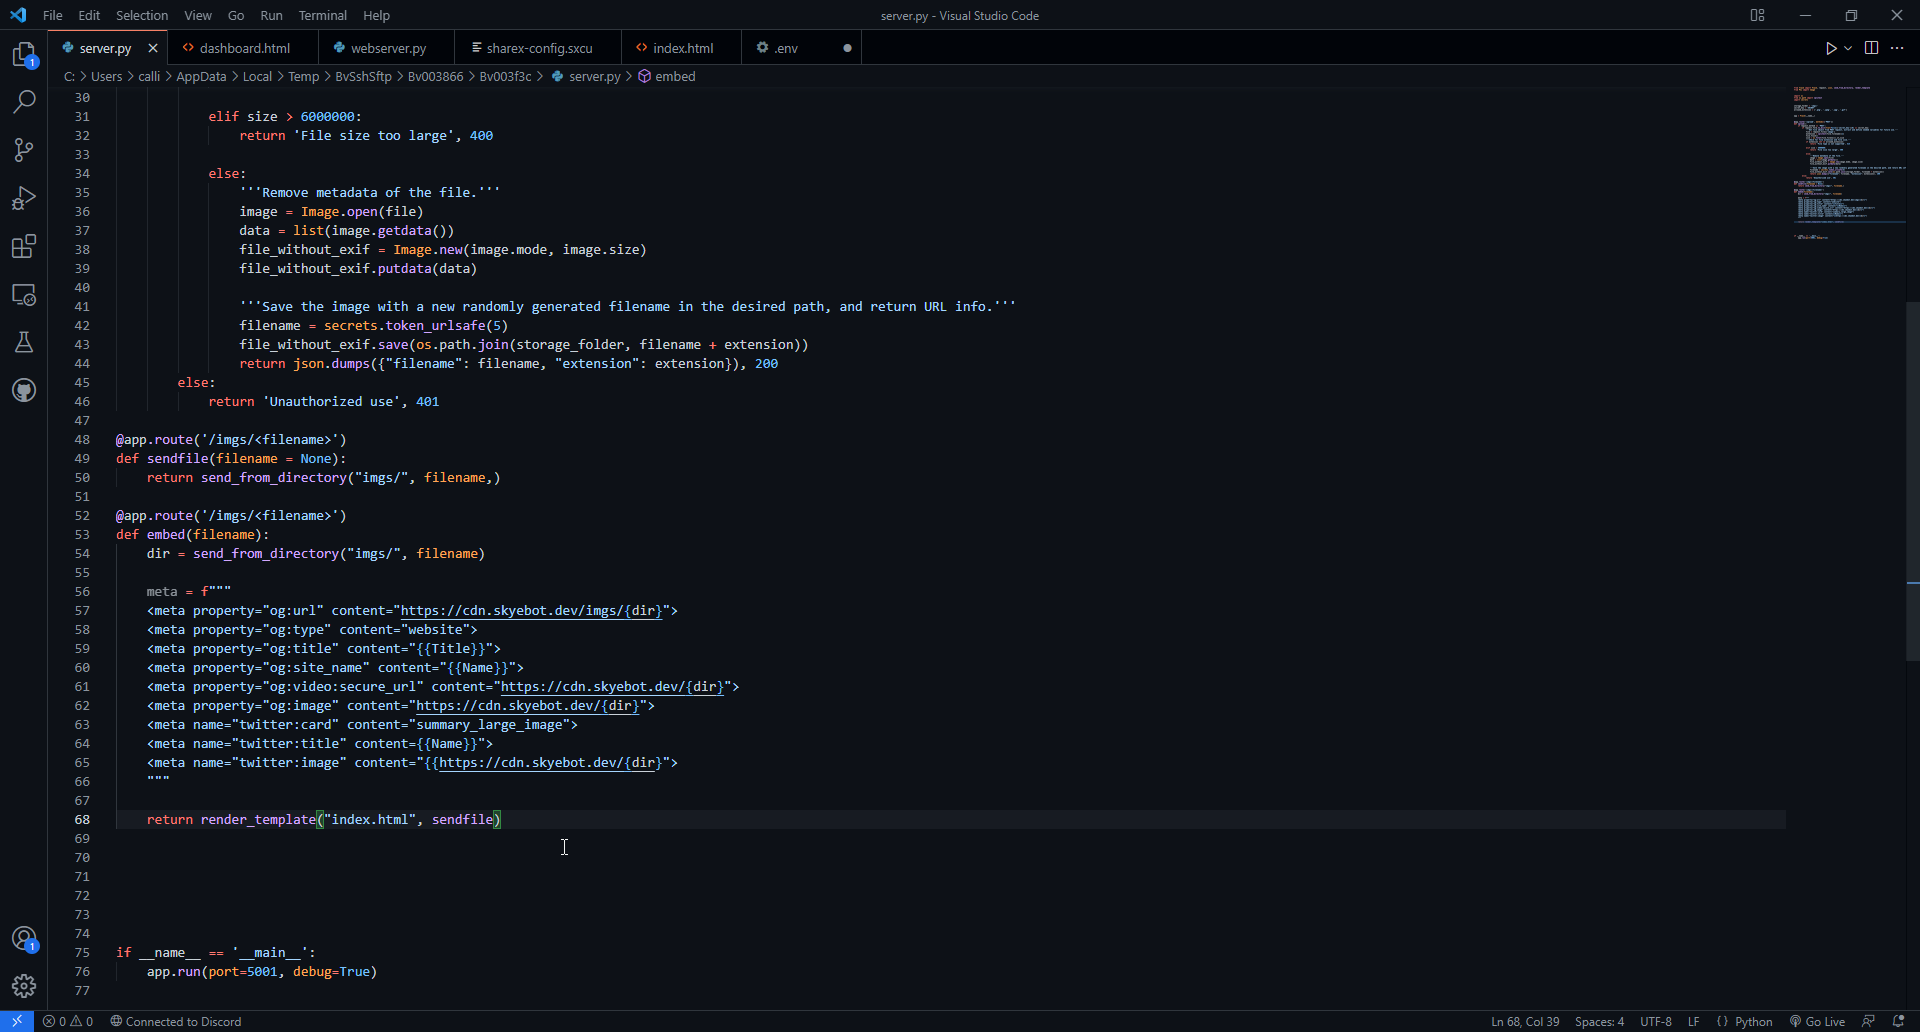 File Edit Selection View Go Run Terminal Help
server.py - Visual Studio Code
server.py dashboard.html webserver.py sharex-config.sxcu index.html .env
C: > Users > calli > AppData > Local > Temp > BvSshSftp > Bv003866 > Bv003f3c > server.py > embed
30
31 elif size > 6000000:
32 return 'File size too large', 400
33
34 else:
35 '''Remove metadata of the file.'''
36 image = Image.open(file)
37 data = list(image.getdata())
38 file_without_exif = Image.new(image.mode, image.size)
39 file_without_exif.putdata(data)
40
41 '''Save the image with a new randomly generated filename in the desired path, and return URL info.'''
42 filename = secrets.token_urlsafe(5)
43 file_without_exif.save(os.path.join(storage_folder, filename + extension))
44 return json.dumps({"filename": filename, "extension": extension}), 200
45 else:
46 return 'Unauthorized use', 401
47
48 @app.route('/imgs/<filename>')
49 def sendfile(filename = None):
50 return send_from_directory("imgs/", filename,)
51
52 @app.route('/imgs/<filename>')
53 def embed(filename):
54 dir = send_from_directory("imgs/", filename)
55
56 meta = f"""
57 <meta property="og:url" content="https://cdn.skyebot.dev/imgs/{dir}">
58 <meta property="og:type" content="website">
59 <meta property="og:title" content="{{Title}}">
60 <meta property="og:site_name" content="{{Name}}">
61 <meta property="og:video:secure_url" content="https://cdn.skyebot.dev/{dir}">
62 <meta property="og:image" content="https://cdn.skyebot.dev/{dir}">
63 <meta name="twitter:card" content="summary_large_image">
64 <meta name="twitter:title" content={{Name}}">
65 <meta name="twitter:image" content="{{https://cdn.skyebot.dev/{dir}">
66 """
67
68 return render_template("index.html", sendfile)
69
70
71
72
73
74
75 if __name__ == '__main__':
76 app.run(port=5001, debug=True)
77
1
1
0 0 Connected to Discord
Ln 68, Col 39 Spaces: 4 UTF-8 LF {} Python Go Live